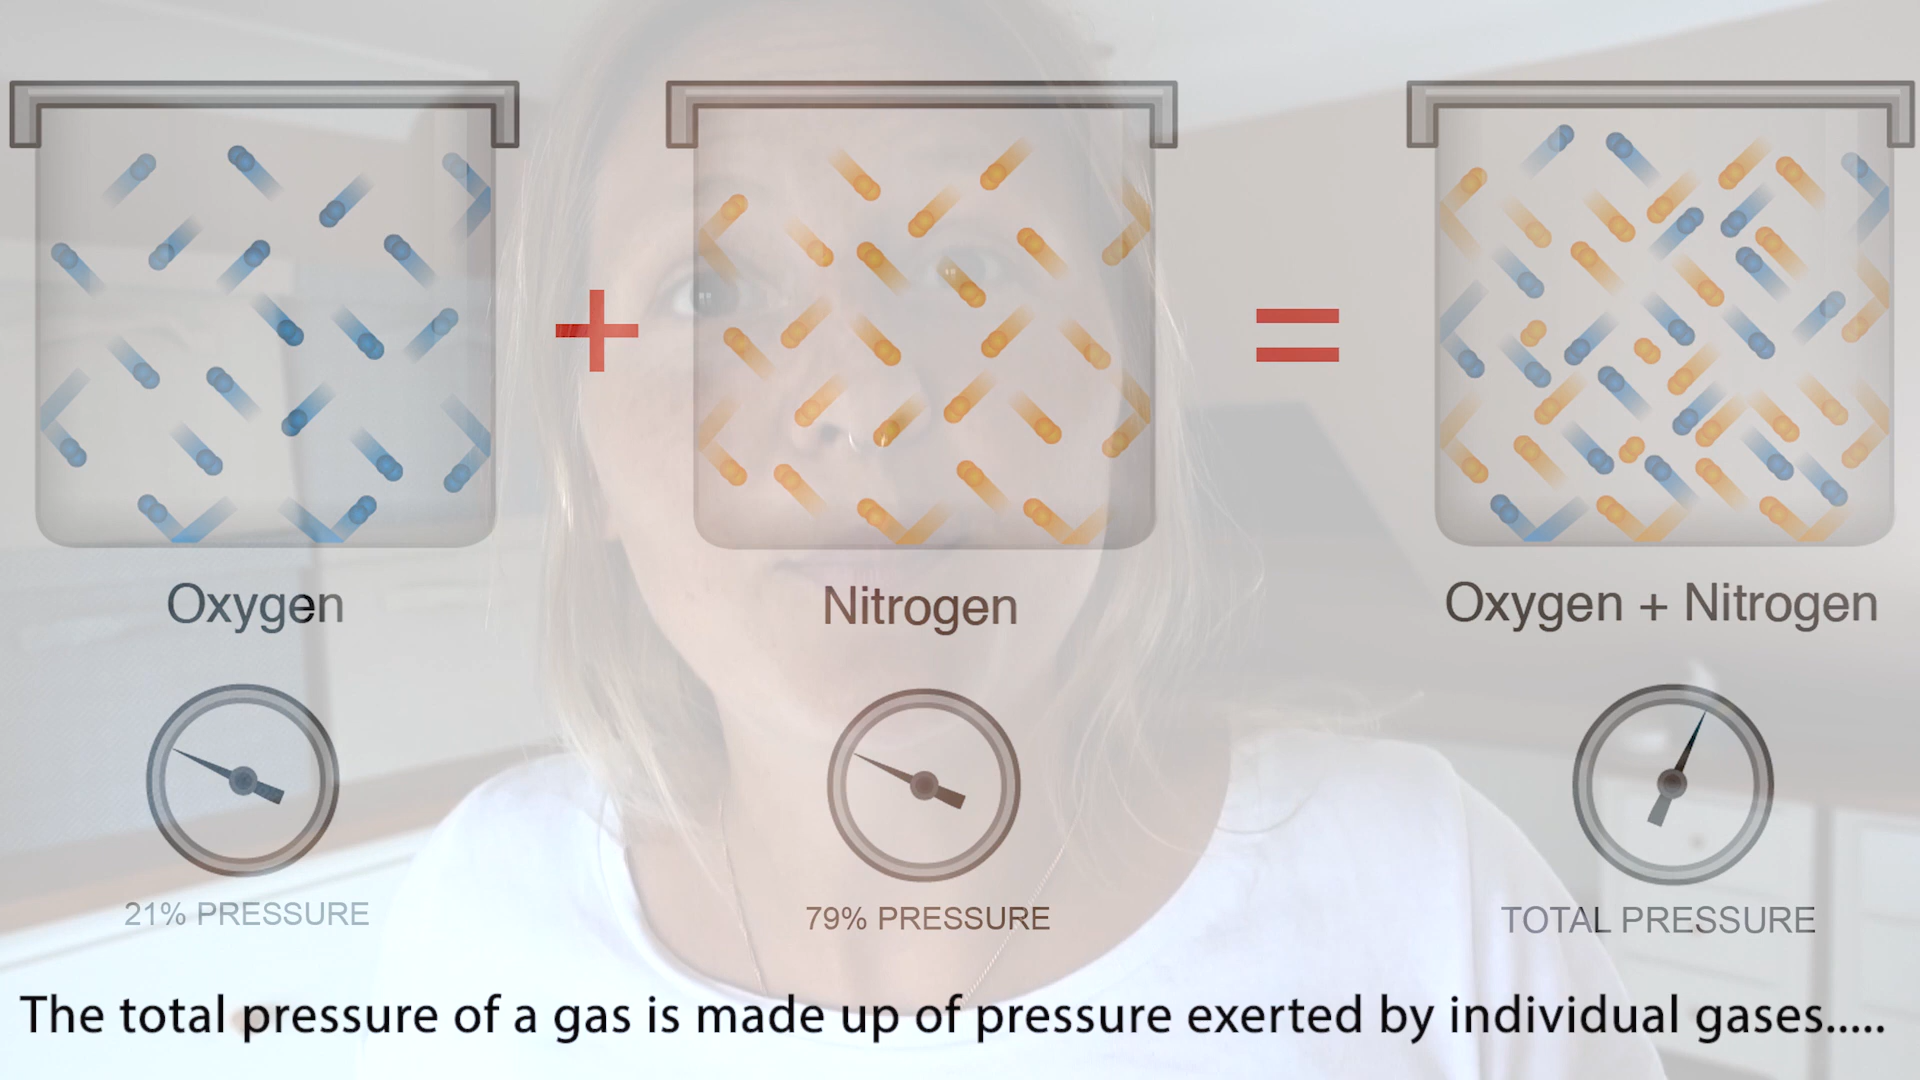 +
=
Oxygen
Nitrogen
Oxygen + Nitrogen
21% PRESSURE
79% PRESSURE
TOTAL PRESSURE
The total pressure of a gas is made up of pressure exerted by individual gases.....